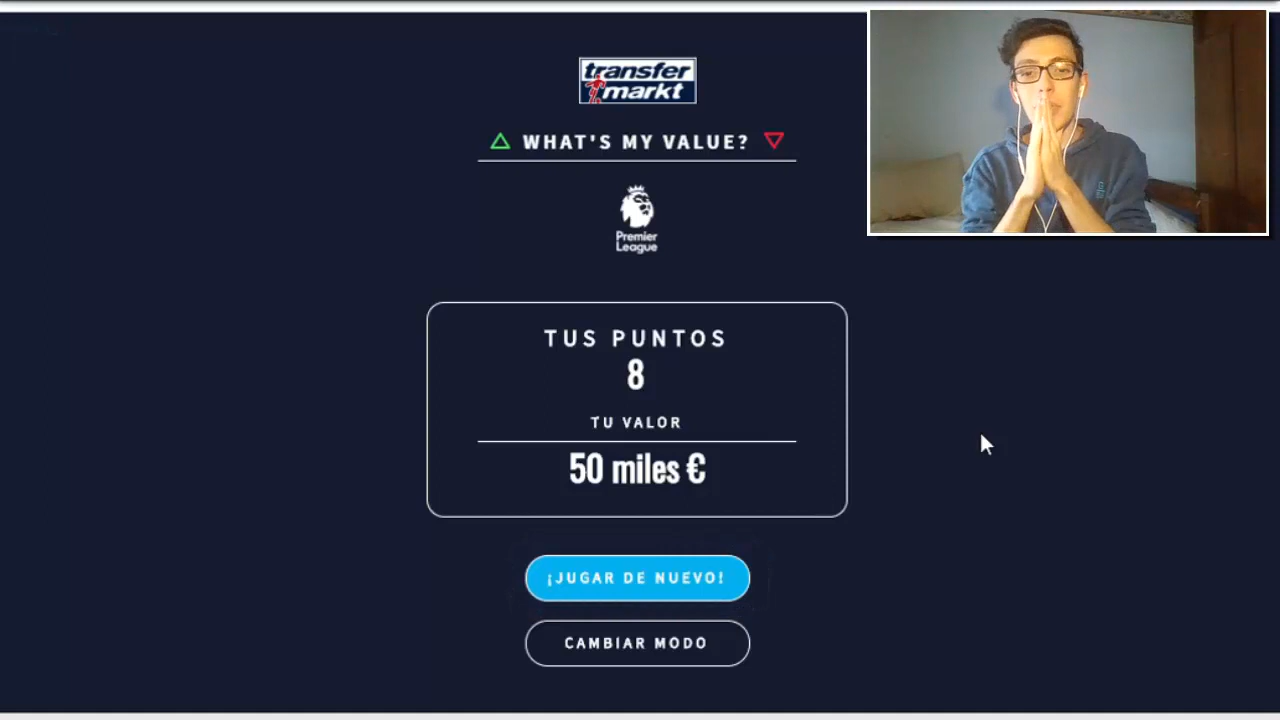 transfer
markt
WHAT'S MY VALUE?
Premier
League
TUS PUNTOS
8
TU VALOR
50 miles €
¡JUGAR DE NUEVO!
CAMBIAR MODO